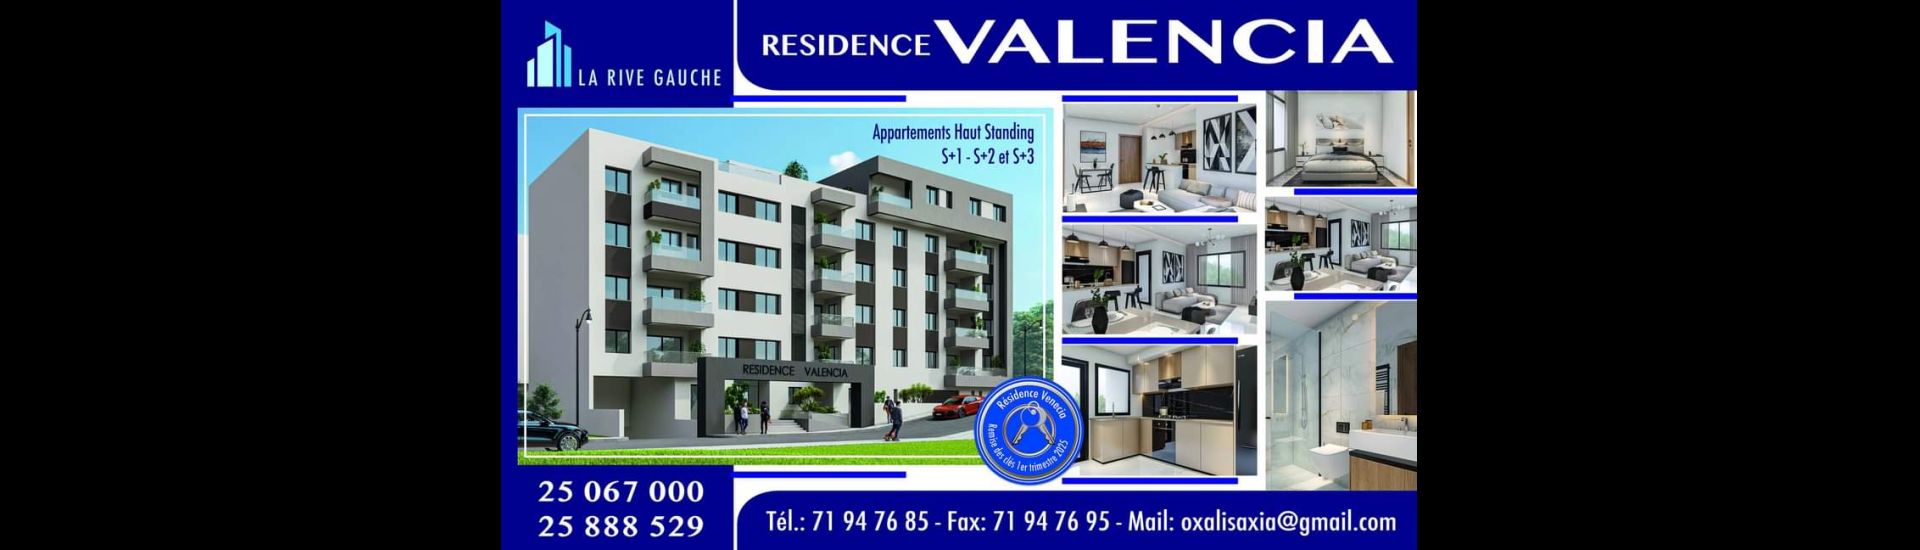 LA RIVE GAUCHE
RESIDENCE VALENCIA
Appartements Haut Standing
S+1 - S+2 et S+3
RESIDENCE VALENCIA
Résidence Venecia
Remise des clés 1er trimestre 2025
25 067 000
25 888 529
Tél.: 71 94 76 85 - Fax: 71 94 76 95 - Mail: oxalisaxia@gmail.com